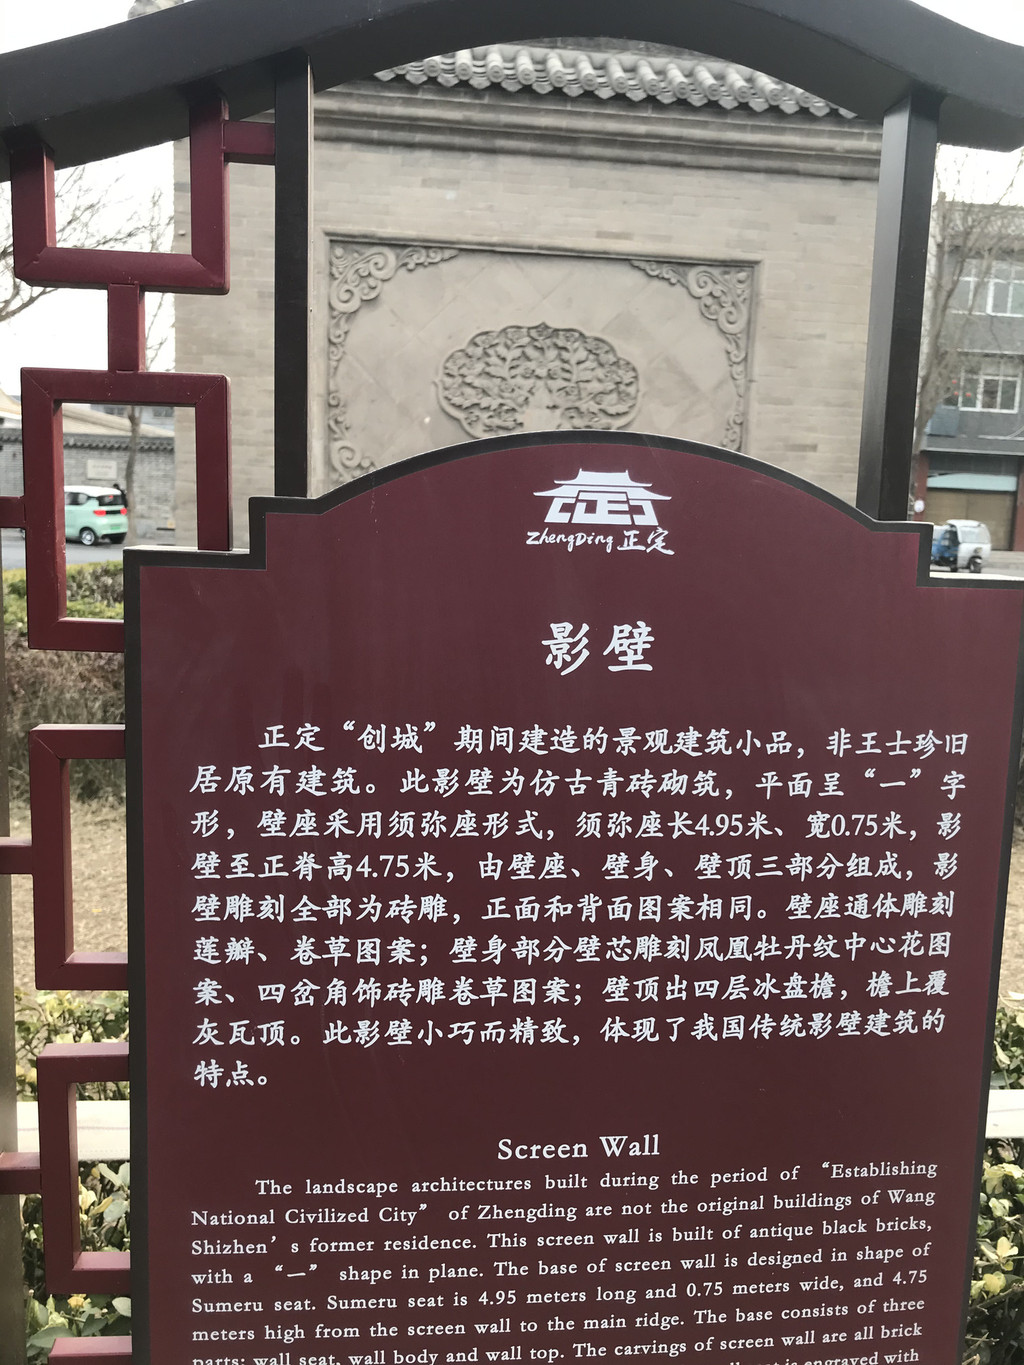 ZhengDing 正定
影壁
正定“创城”期间建造的景观建筑小品，非王士珍旧
居原有建筑。此影壁为仿古青砖砌筑，平面呈“一”字
形，壁座采用须弥座形式，须弥座长4.95米、宽0.75米，影
壁至正脊高4.75米，由壁座、壁身、壁顶三部分组成，影
壁雕刻全部为砖雕，正面和背面图案相同。壁座通体雕刻
莲瓣、卷草图案；壁身部分壁芯雕刻凤凰牡丹纹中心花图
案、四岔角饰砖雕卷草图案；壁顶出四层冰盘檐，檐上覆
灰瓦顶。此影壁小巧而精致，体现了我国传统影壁建筑的
特点。
Screen Wall
The landscape architectures built during the period of “Establishing
National Civilized City” of Zhengding are not the original buildings of Wang
Shizhen’s former residence. This screen wall is built of antique black bricks,
with a “一” shape in plane. The base of screen wall is designed in shape of
Sumeru seat. Sumeru seat is 4.95 meters long and 0.75 meters wide, and 4.75
meters high from the screen wall to the main ridge. The base consists of three
parts: wall seat, wall body and wall top. The carvings of screen wall are all brick
is engraved with